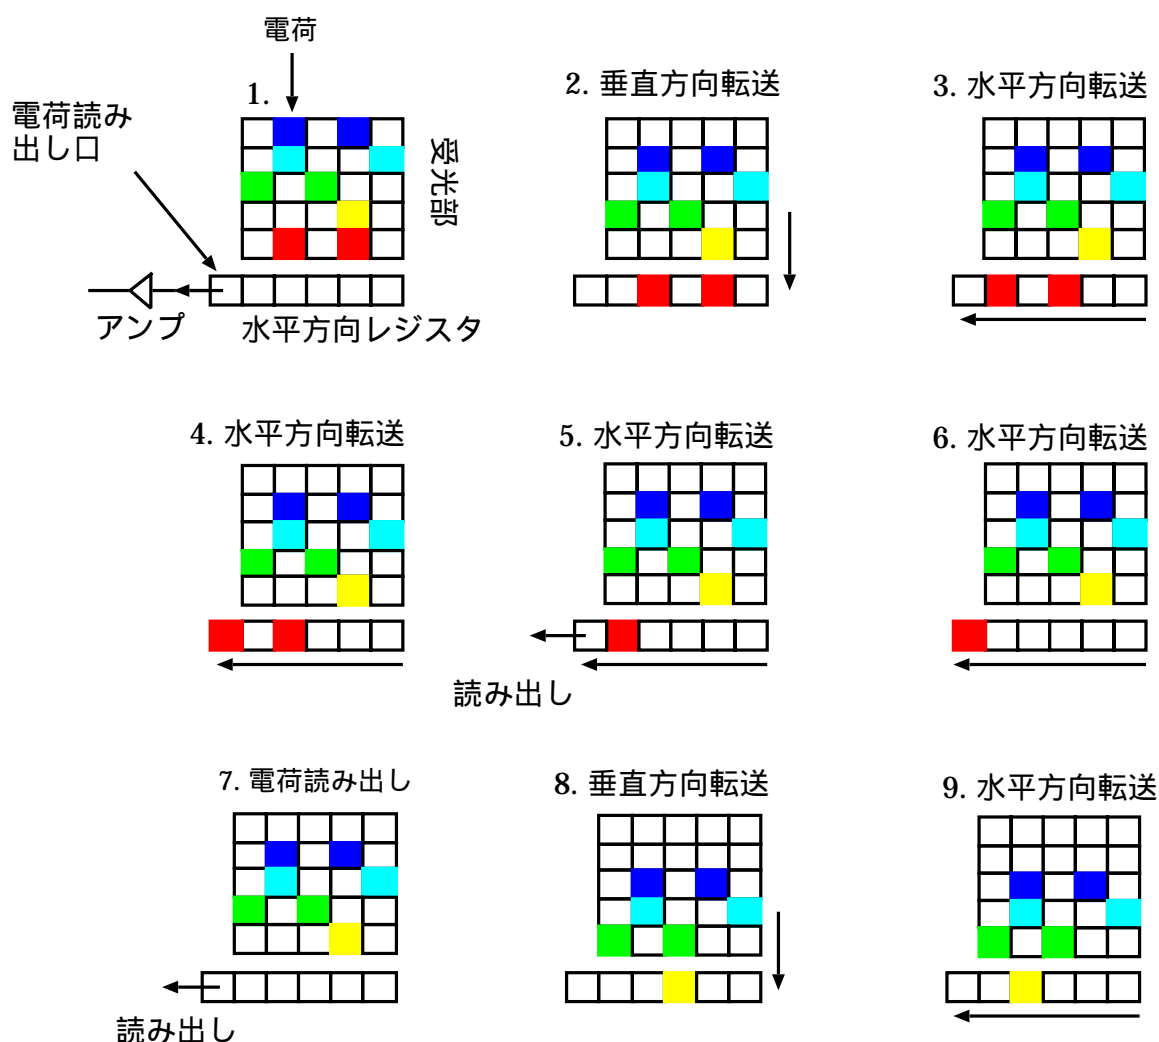 電荷
1.
電荷読み
出し口
受光部
アンプ
水平方向レジスタ
2. 垂直方向転送
3. 水平方向転送
4. 水平方向転送
5. 水平方向転送
読み出し
6. 水平方向転送
7. 電荷読み出し
読み出し
8. 垂直方向転送
9. 水平方向転送